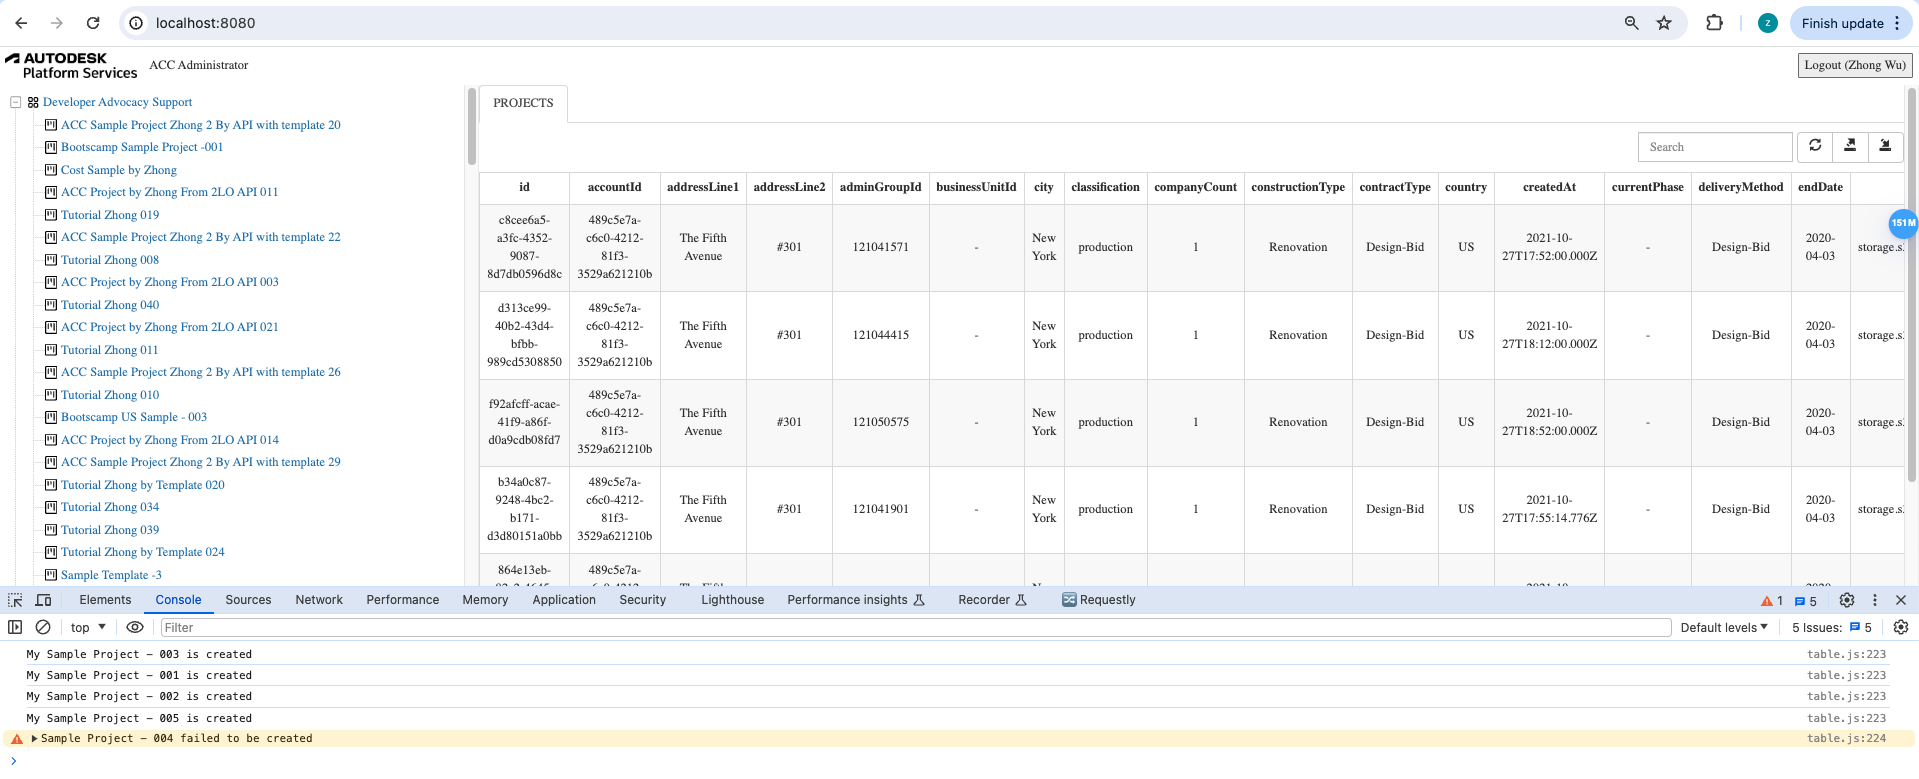 localhost:8080
z
Finish update
AUTODESK
Platform Services
ACC Administrator
Logout (Zhong Wu)
Developer Advocacy Support
ACC Sample Project Zhong 2 By API with template 20
Bootscamp Sample Project -001
Cost Sample by Zhong
ACC Project by Zhong From 2LO API 011
Tutorial Zhong 019
ACC Sample Project Zhong 2 By API with template 22
Tutorial Zhong 008
ACC Project by Zhong From 2LO API 003
Tutorial Zhong 040
ACC Project by Zhong From 2LO API 021
Tutorial Zhong 011
ACC Sample Project Zhong 2 By API with template 26
Tutorial Zhong 010
Bootscamp US Sample - 003
ACC Project by Zhong From 2LO API 014
ACC Sample Project Zhong 2 By API with template 29
Tutorial Zhong by Template 020
Tutorial Zhong 034
Tutorial Zhong 039
Tutorial Zhong by Template 024
Sample Template -3
PROJECTS
Search
id accountId addressLine1 addressLine2 adminGroupId businessUnitId city classification companyCount constructionType contractType country createdAt currentPhase deliveryMethod endDate
c8cee6a5-a3fc-4352-9087-8d7db0596d8c 489c5e7a-c6c0-4212-81f3-3529a621210b The Fifth Avenue #301 121041571 - New York production 1 Renovation Design-Bid US 2021-10-27T17:52:00.000Z - Design-Bid 2020-04-03 storage.s
151M
d313ce99-40b2-43d4-bfbb-989cd5308850 489c5e7a-c6c0-4212-81f3-3529a621210b The Fifth Avenue #301 121044415 - New York production 1 Renovation Design-Bid US 2021-10-27T18:12:00.000Z - Design-Bid 2020-04-03 storage.s
f92afcff-acae-41f9-a86f-d0a9cdb08fd7 489c5e7a-c6c0-4212-81f3-3529a621210b The Fifth Avenue #301 121050575 - New York production 1 Renovation Design-Bid US 2021-10-27T18:52:00.000Z - Design-Bid 2020-04-03 storage.s
b34a0c87-9248-4bc2-b171-d3d80151a0bb 489c5e7a-c6c0-4212-81f3-3529a621210b The Fifth Avenue #301 121041901 - New York production 1 Renovation Design-Bid US 2021-10-27T17:55:14.776Z - Design-Bid 2020-04-03 storage.s
864e13eb- 489c5e7a-
Elements Console Sources Network Performance Memory Application Security Lighthouse Performance insights Recorder Requestly 1 5
top Filter Default levels 5 Issues: 5
My Sample Project – 003 is created table.js:223
My Sample Project – 001 is created table.js:223
My Sample Project – 002 is created table.js:223
My Sample Project – 005 is created table.js:223
Sample Project – 004 failed to be created table.js:224